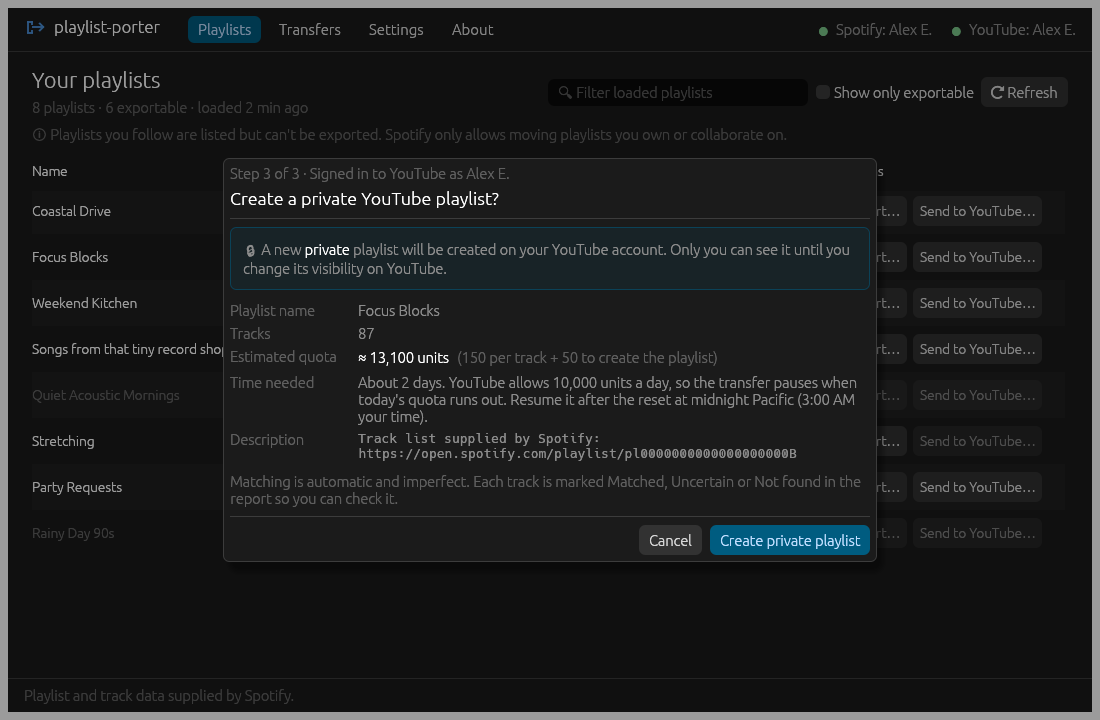 playlist-porter Playlists Transfers Settings About Spotify: Alex E. YouTube: Alex E.
Your playlists
8 playlists · 6 exportable · loaded 2 min ago
Filter loaded playlists Show only exportable Refresh
Playlists you follow are listed but can't be exported. Spotify only allows moving playlists you own or collaborate on.
Name
Coastal Drive rt… Send to YouTube…
Focus Blocks rt… Send to YouTube…
Weekend Kitchen rt… Send to YouTube…
Songs from that tiny record shop rt… Send to YouTube…
Quiet Acoustic Mornings rt… Send to YouTube…
Stretching rt… Send to YouTube…
Party Requests rt… Send to YouTube…
Rainy Day 90s rt… Send to YouTube…
Step 3 of 3 · Signed in to YouTube as Alex E.
Create a private YouTube playlist?
A new private playlist will be created on your YouTube account. Only you can see it until you
change its visibility on YouTube.
Playlist name Focus Blocks
Tracks 87
Estimated quota ≈ 13,100 units (150 per track + 50 to create the playlist)
Time needed About 2 days. YouTube allows 10,000 units a day, so the transfer pauses when
today's quota runs out. Resume it after the reset at midnight Pacific (3:00 AM
your time).
Description Track list supplied by Spotify:
https://open.spotify.com/playlist/pl0000000000000000000B
Matching is automatic and imperfect. Each track is marked Matched, Uncertain or Not found in the
report so you can check it.
Cancel Create private playlist
Playlist and track data supplied by Spotify.